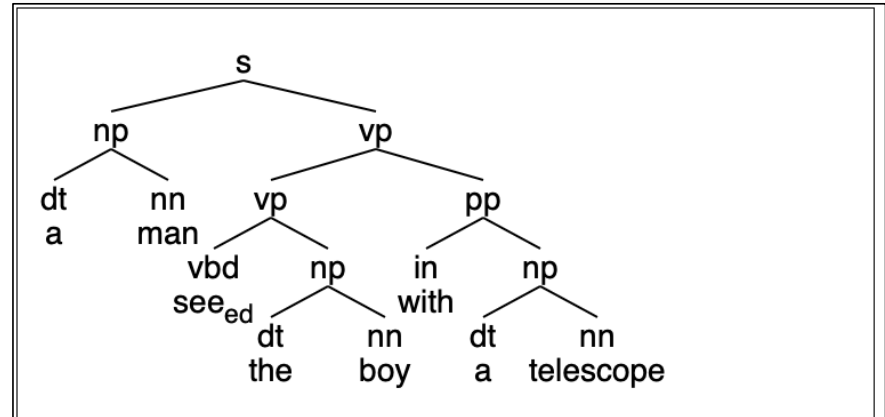 s
np vp
dt nn vp pp
a man vbd np in np
see_ed dt nn with dt nn
the boy a telescope